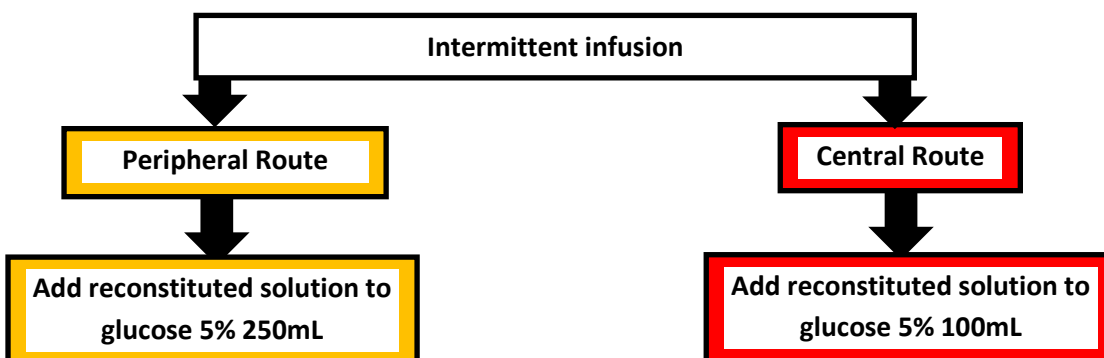 Intermittent infusion
Peripheral Route
Central Route
Add reconstituted solution to
glucose 5% 250mL
Add reconstituted solution to
glucose 5% 100mL